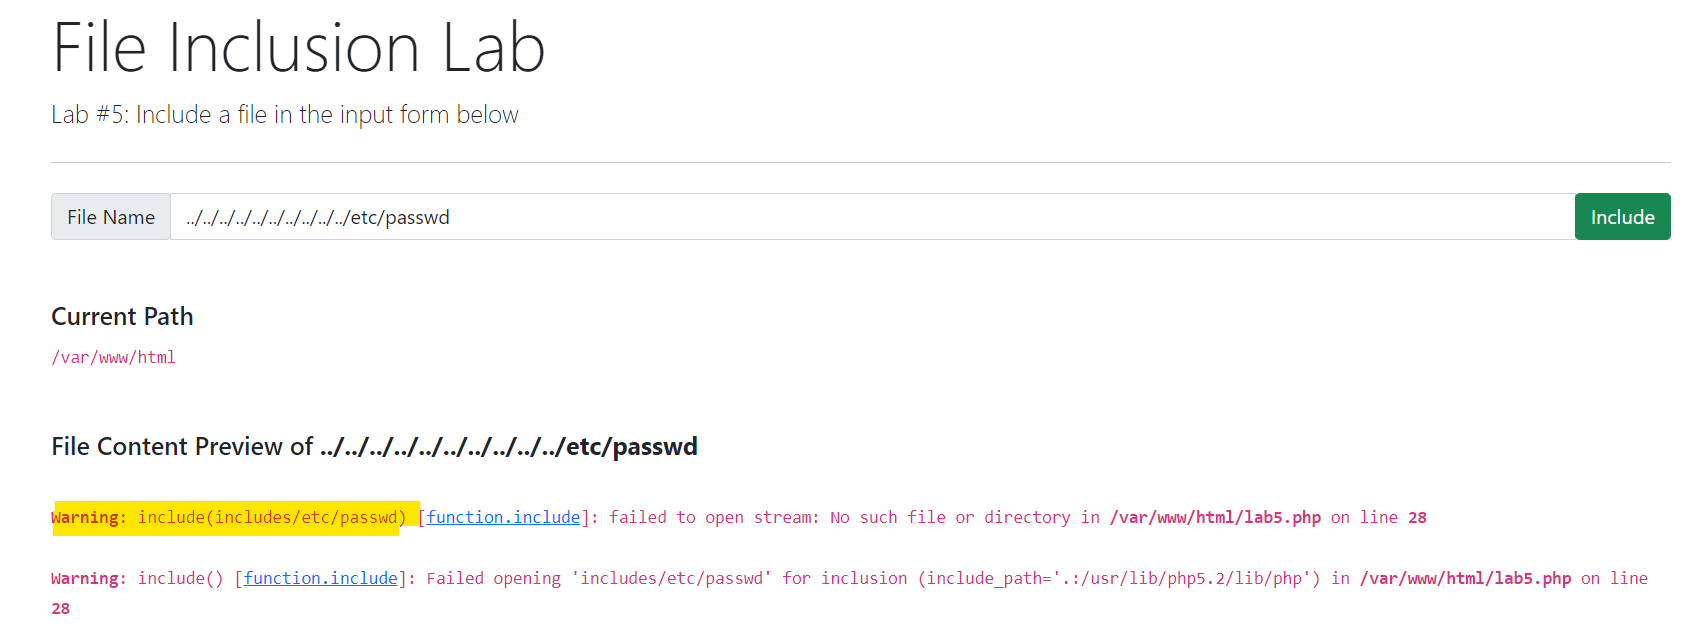 File Inclusion Lab
Lab #5: Include a file in the input form below
File Name ../../../../../../../../../../etc/passwd Include
Current Path
/var/www/html
File Content Preview of ../../../../../../../../../../etc/passwd
Warning: include(includes/etc/passwd) [function.include]: failed to open stream: No such file or directory in /var/www/html/lab5.php on line 28
Warning: include() [function.include]: Failed opening 'includes/etc/passwd' for inclusion (include_path='.:/usr/lib/php5.2/lib/php') in /var/www/html/lab5.php on line
28